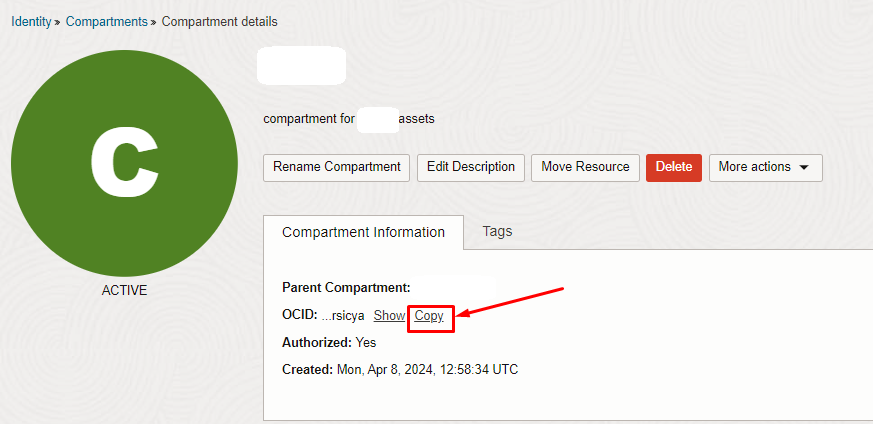 Identity » Compartments » Compartment details
C
ACTIVE
compartment for assets
Rename Compartment Edit Description Move Resource Delete More actions
Compartment Information Tags
Parent Compartment:
OCID: ...rsicya Show Copy
Authorized: Yes
Created: Mon, Apr 8, 2024, 12:58:34 UTC